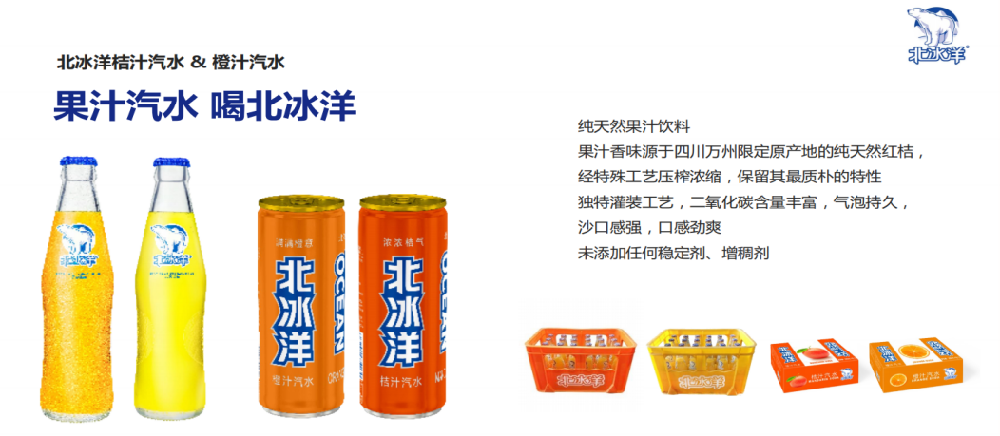 北冰洋
北冰洋桔汁汽水 & 橙汁汽水
果汁汽水 喝北冰洋
纯天然果汁饮料
果汁香味源于四川万州限定原产地的纯天然红桔，
经特殊工艺压榨浓缩，保留其最质朴的特性
独特灌装工艺，二氧化碳含量丰富，气泡持久，
沙口感强，口感劲爽
未添加任何稳定剂、增稠剂
北冰洋
北冰洋
满满橙意
北冰洋
OCEAN
橙汁汽水
浓浓桔气
北冰洋
OCEAN
桔汁汽水
北冰洋
北冰洋
北冰洋
桔汁汽水
北冰洋
橙汁汽水